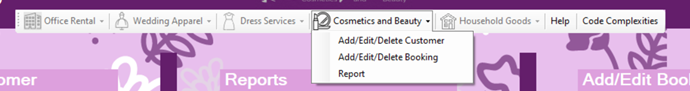 Office Rental Wedding Apparel Dress Services Cosmetics and Beauty Household Goods Help Code Complexities
Add/Edit/Delete Customer
Add/Edit/Delete Booking
Report
omer Reports Add/Edit Bo